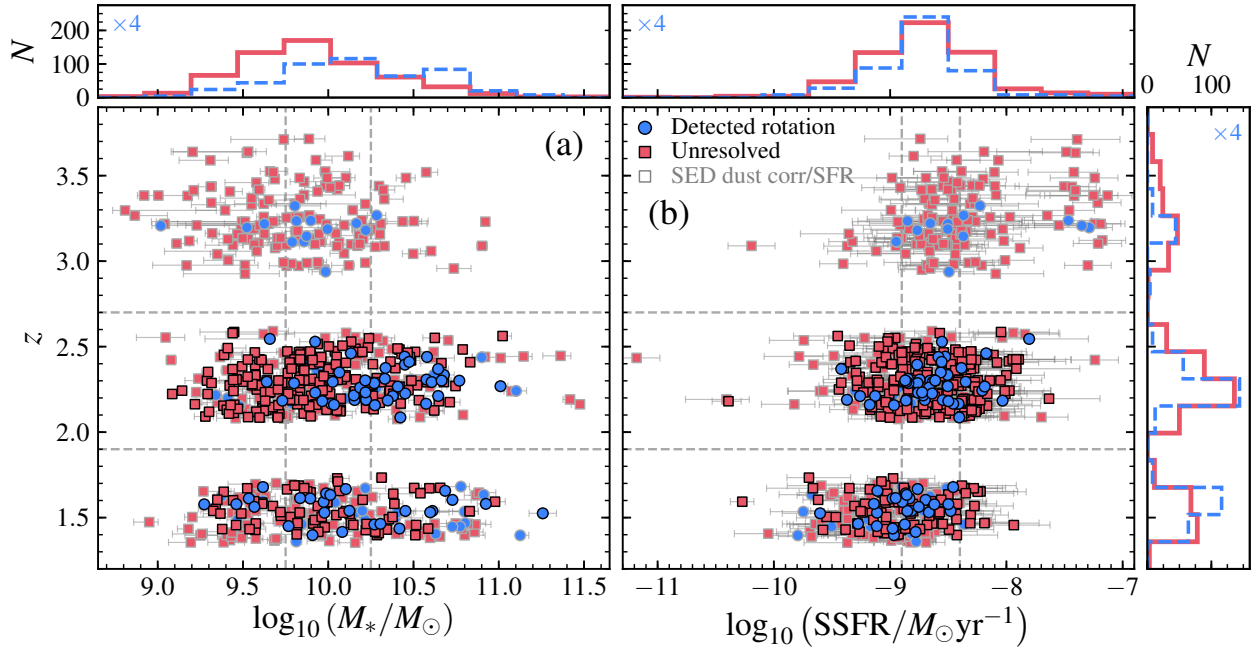 ×4
×4
N
200
100
0
N
0 100
×4
(a)
Detected rotation
Unresolved
SED dust corr/SFR
(b)
z
3.5
3.0
2.5
2.0
1.5
9.0 9.5 10.0 10.5 11.0 11.5
−11 −10 −9 −8 −7
log₁₀ (M*/M⊙)
log₁₀ (SSFR/M⊙yr⁻¹)